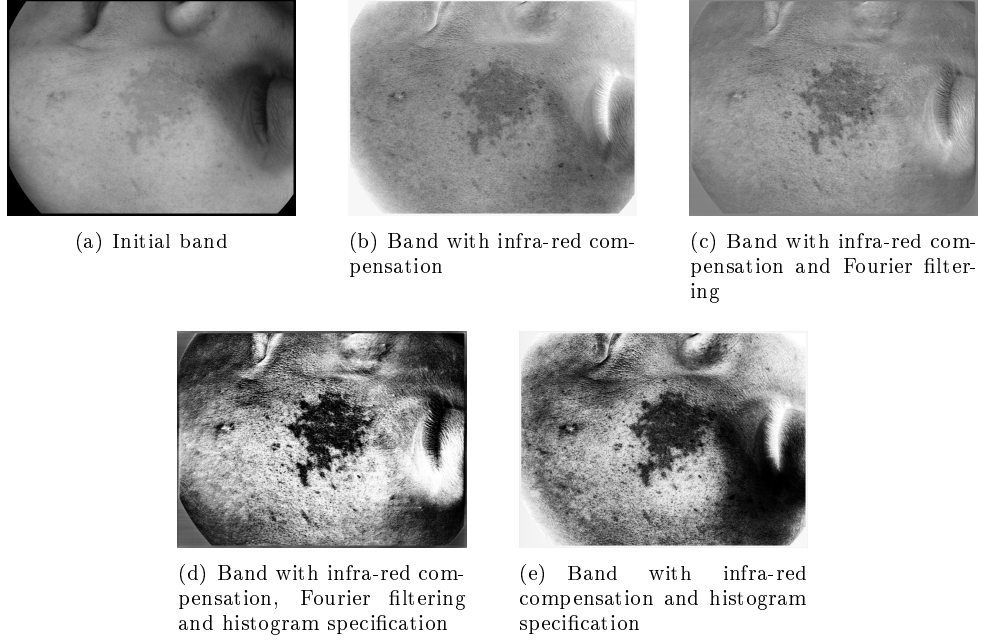 (a) Initial band
(b) Band with infra-red com-
pensation
(c) Band with infra-red com-
pensation and Fourier filter-
ing
(d) Band with infra-red com-
pensation, Fourier filtering
and histogram specification
(e) Band with infra-red
compensation and histogram
specification